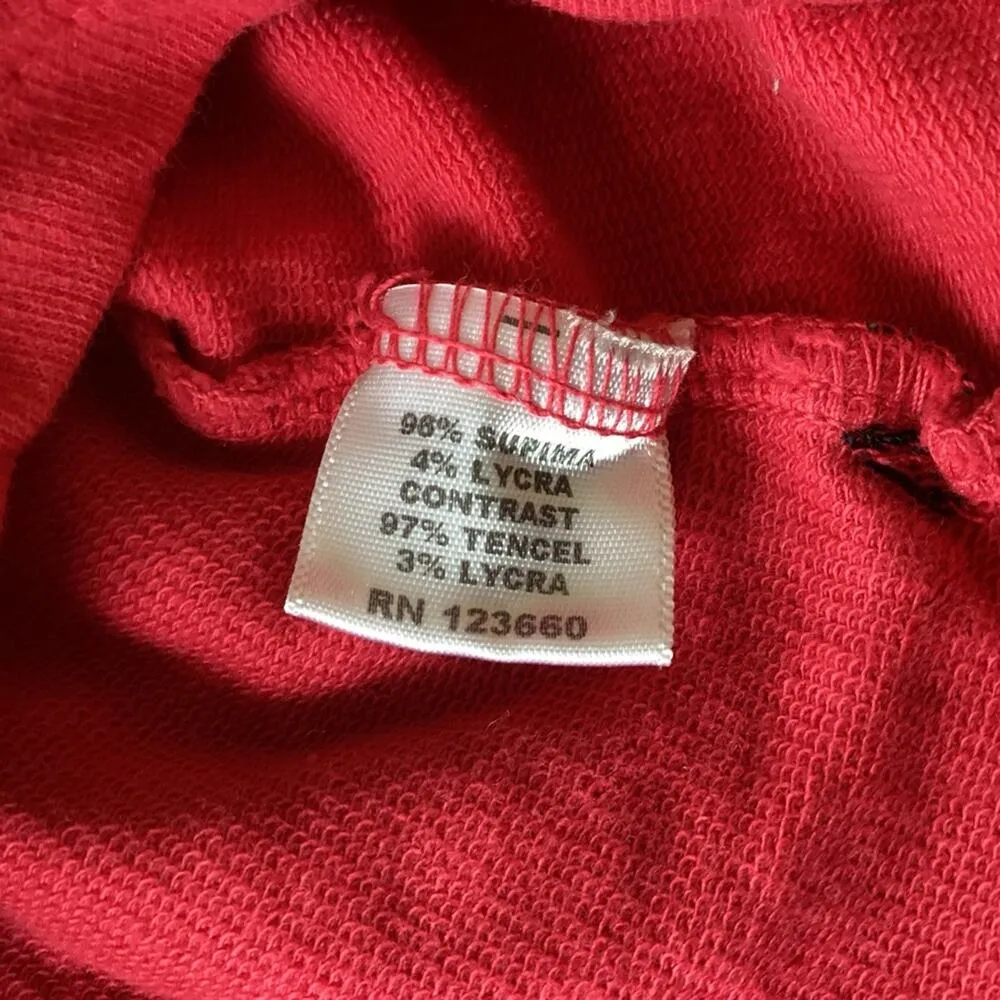 96% SUPIMA
4% LYCRA
CONTRAST
97% TENCEL
3% LYCRA
RN 123660